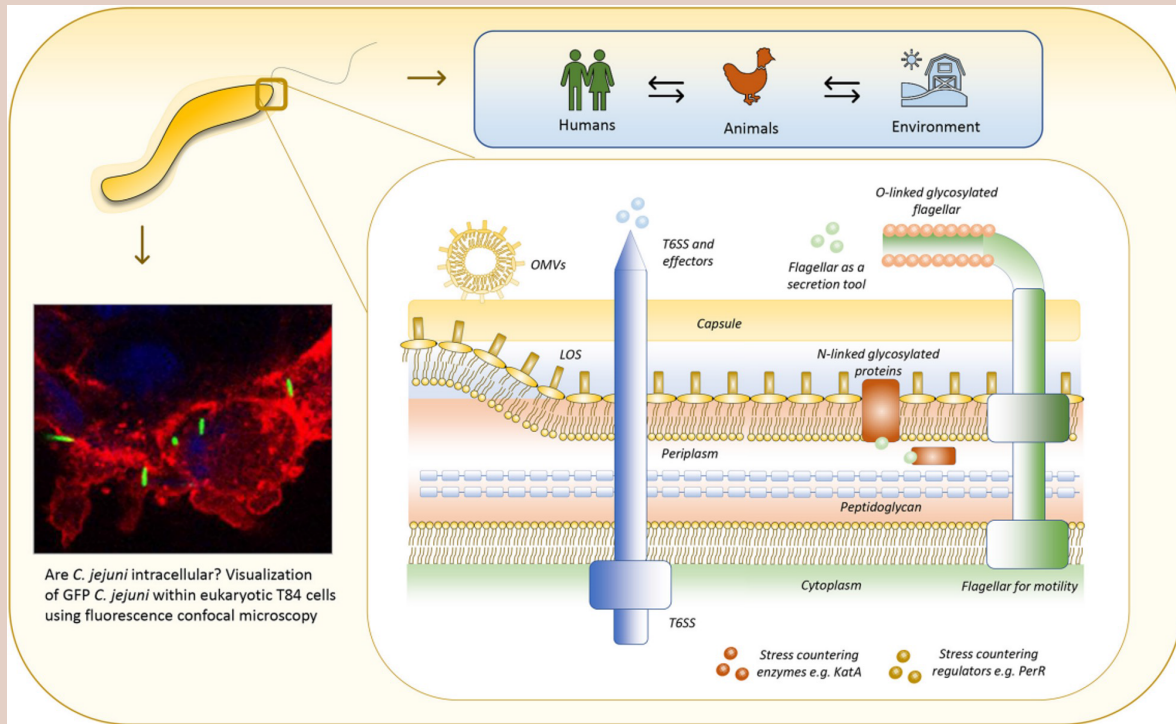 Humans
Animals
Environment
OMVs
T6SS and
effectors
Flagellar as a
secretion tool
O-linked glycosylated
flagellar
Capsule
LOS
N-linked glycosylated
proteins
Periplasm
Peptidoglycan
Cytoplasm
Flagellar for motility
T6SS
Stress countering
enzymes e.g. KatA
Stress countering
regulators e.g. PerR
Are C. jejuni intracellular? Visualization
of GFP C. jejuni within eukaryotic T84 cells
using fluorescence confocal microscopy